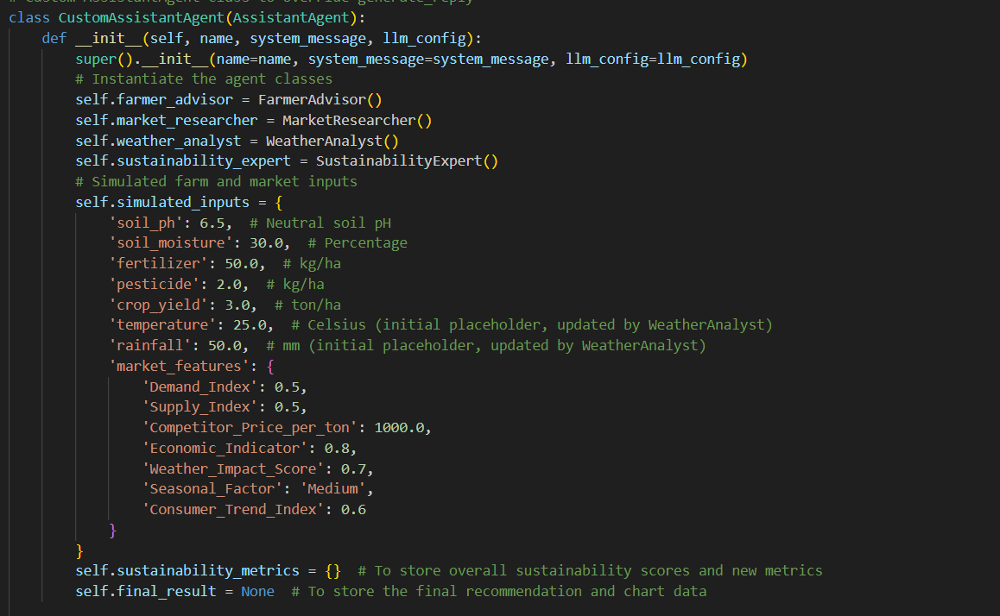 # Custom AssistantAgent class to override generate_reply
class CustomAssistantAgent(AssistantAgent):
    def __init__(self, name, system_message, llm_config):
        super().__init__(name=name, system_message=system_message, llm_config=llm_config)
        # Instantiate the agent classes
        self.farmer_advisor = FarmerAdvisor()
        self.market_researcher = MarketResearcher()
        self.weather_analyst = WeatherAnalyst()
        self.sustainability_expert = SustainabilityExpert()
        # Simulated farm and market inputs
        self.simulated_inputs = {
            'soil_ph': 6.5,  # Neutral soil pH
            'soil_moisture': 30.0,  # Percentage
            'fertilizer': 50.0,  # kg/ha
            'pesticide': 2.0,  # kg/ha
            'crop_yield': 3.0,  # ton/ha
            'temperature': 25.0,  # Celsius (initial placeholder, updated by WeatherAnalyst)
            'rainfall': 50.0,  # mm (initial placeholder, updated by WeatherAnalyst)
            'market_features': {
                'Demand_Index': 0.5,
                'Supply_Index': 0.5,
                'Competitor_Price_per_ton': 1000.0,
                'Economic_Indicator': 0.8,
                'Weather_Impact_Score': 0.7,
                'Seasonal_Factor': 'Medium',
                'Consumer_Trend_Index': 0.6
            }
        }
        self.sustainability_metrics = {}  # To store overall sustainability scores and new metrics
        self.final_result = None  # To store the final recommendation and chart data